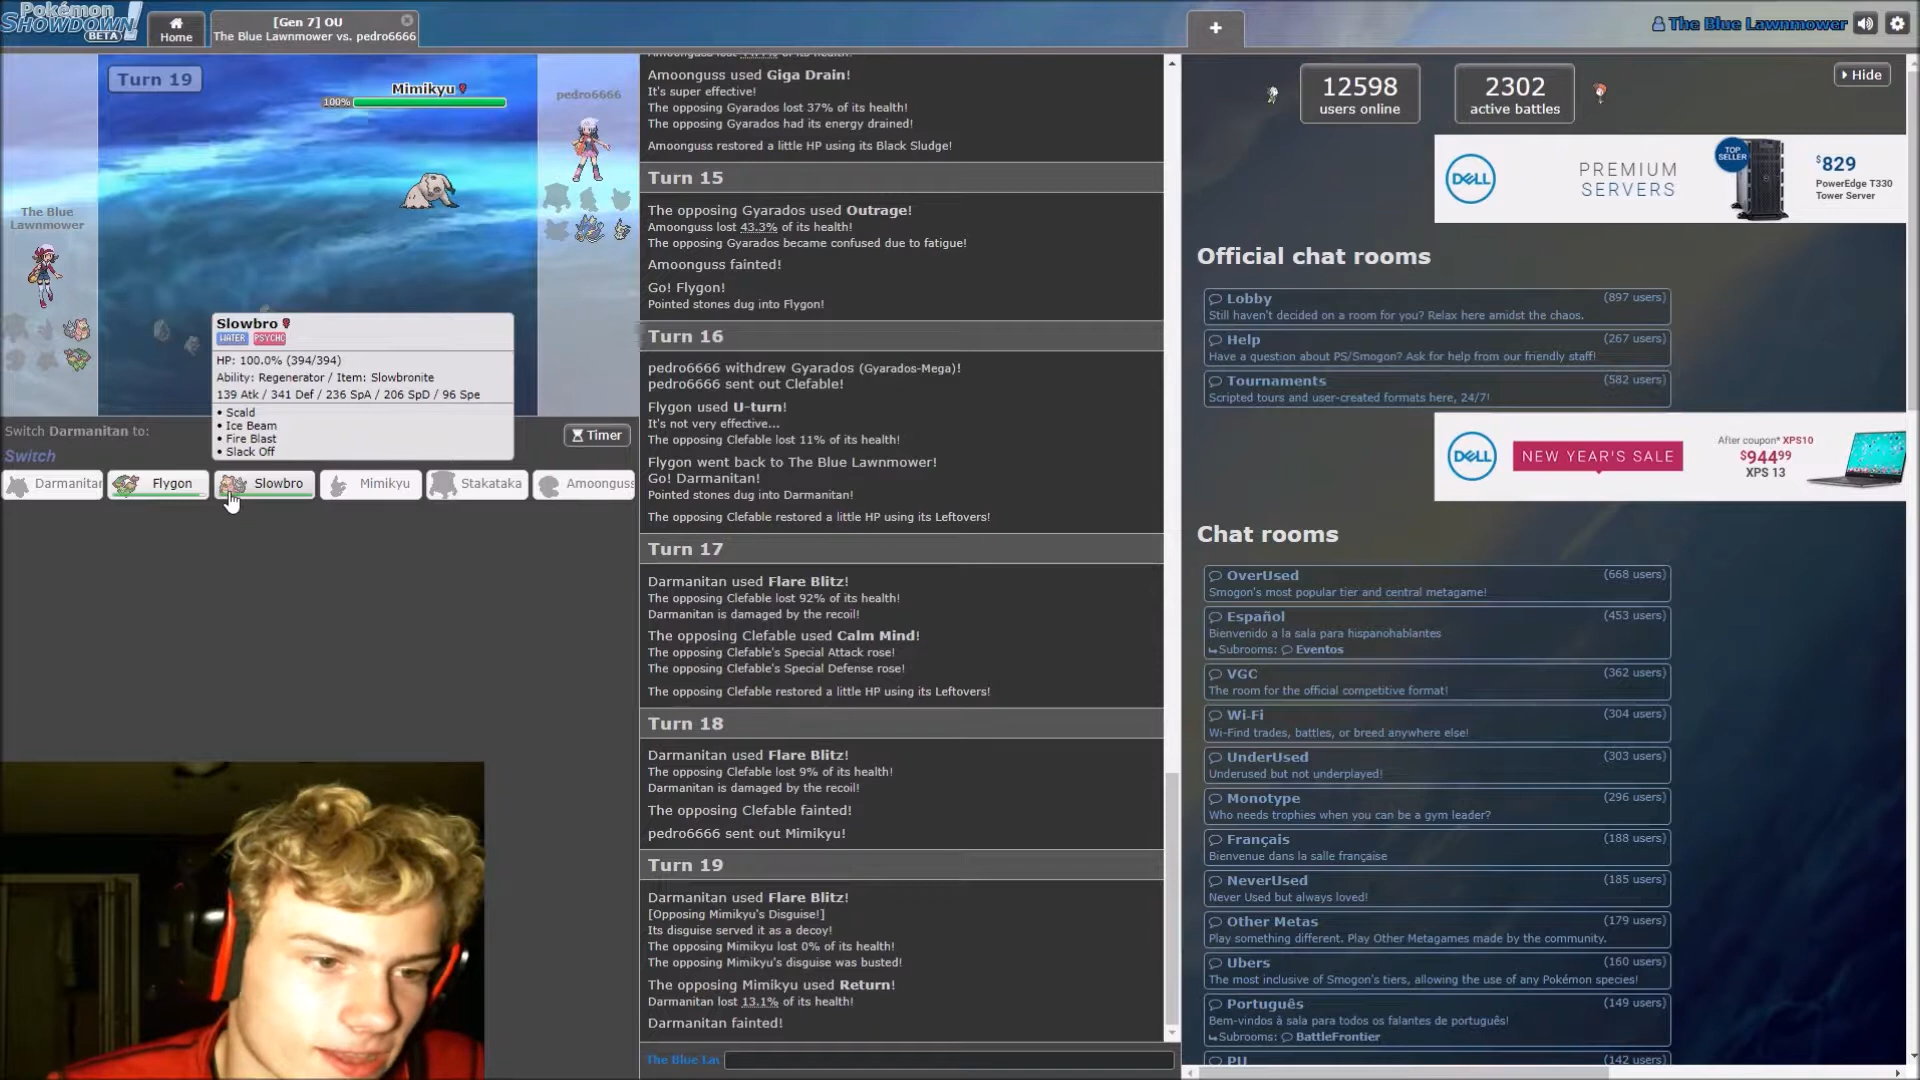 Pokémon
SHOWDOWN!
BETA
Home
[Gen 7] OU
The Blue Lawnmower vs. pedro6666
The Blue Lawnmower
Turn 19
Mimikyu
100%
pedro6666
The Blue
Lawnmower
Slowbro
WATER PSYCHC
HP: 100.0% (394/394)
Ability: Regenerator / Item: Slowbronite
139 Atk / 341 Def / 236 SpA / 206 SpD / 96 Spe
• Scald
• Ice Beam
• Fire Blast
• Slack Off
Switch Darmanitan to:
Timer
Switch
Darmanitan
Flygon
Slowbro
Mimikyu
Stakataka
Amoonguss
Amoonguss used Giga Drain!
It's super effective!
The opposing Gyarados lost 37% of its health!
The opposing Gyarados had its energy drained!
Amoonguss restored a little HP using its Black Sludge!
Turn 15
The opposing Gyarados used Outrage!
Amoonguss lost 43.3% of its health!
The opposing Gyarados became confused due to fatigue!
Amoonguss fainted!
Go! Flygon!
Pointed stones dug into Flygon!
Turn 16
pedro6666 withdrew Gyarados (Gyarados-Mega)!
pedro6666 sent out Clefable!
Flygon used U-turn!
It's not very effective...
The opposing Clefable lost 11% of its health!
Flygon went back to The Blue Lawnmower!
Go! Darmanitan!
Pointed stones dug into Darmanitan!
The opposing Clefable restored a little HP using its Leftovers!
Turn 17
Darmanitan used Flare Blitz!
The opposing Clefable lost 92% of its health!
Darmanitan is damaged by the recoil!
The opposing Clefable used Calm Mind!
The opposing Clefable's Special Attack rose!
The opposing Clefable's Special Defense rose!
The opposing Clefable restored a little HP using its Leftovers!
Turn 18
Darmanitan used Flare Blitz!
The opposing Clefable lost 9% of its health!
Darmanitan is damaged by the recoil!
The opposing Clefable fainted!
pedro6666 sent out Mimikyu!
Turn 19
Darmanitan used Flare Blitz!
[Opposing Mimikyu's Disguise!]
Its disguise served it as a decoy!
The opposing Mimikyu lost 0% of its health!
The opposing Mimikyu's disguise was busted!
The opposing Mimikyu used Return!
Darmanitan lost 13.1% of its health!
Darmanitan fainted!
The Blue Law
Hide
12598
users online
2302
active battles
DELL
PREMIUM
SERVERS
TOP
SELLER
$829
PowerEdge T330
Tower Server
Official chat rooms
Lobby (897 users)
Still haven't decided on a room for you? Relax here amidst the chaos.
Help (267 users)
Have a question about PS/Smogon? Ask for help from our friendly staff!
Tournaments (582 users)
Scripted tours and user-created formats here, 24/7!
DELL
NEW YEAR'S SALE
After coupon* XPS10
$944.99
XPS 13
Chat rooms
OverUsed (668 users)
Smogon's most popular tier and central metagame!
Español (453 users)
Bienvenido a la sala para hispanohablantes
↳Subrooms: Eventos
VGC (362 users)
The room for the official competitive format!
Wi-Fi (304 users)
Wi-Find trades, battles, or breed anywhere else!
UnderUsed (303 users)
Underused but not underplayed!
Monotype (296 users)
Who needs trophies when you can be a gym leader?
Français (188 users)
Bienvenue dans la salle française
NeverUsed (185 users)
Never Used but always loved!
Other Metas (179 users)
Play something different. Play Other Metagames made by the community.
Ubers (160 users)
The most inclusive of Smogon's tiers, allowing the use of any Pokémon species!
Português (149 users)
Bem-vindos à sala para todos os falantes de português!
↳Subrooms: BattleFrontier
PU (142 users)